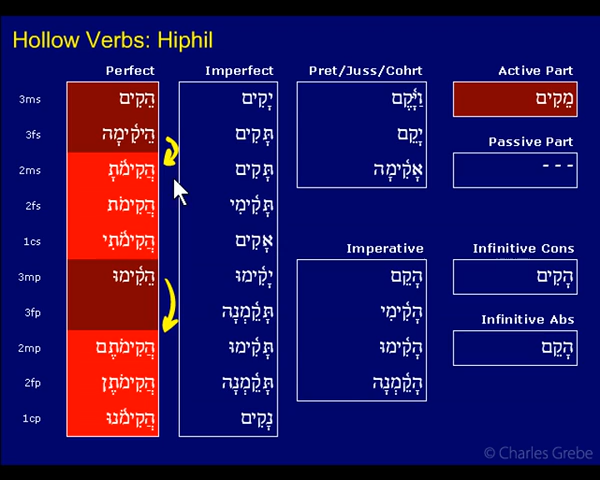 Hollow Verbs: Hiphil
Perfect
3ms הֵקִים
3fs הֵיקִ֫ימָה
2ms הֲקִימֹ֫תָ
2fs הֲקִימֹת
1cs הֲקִימֹ֫תִי
3mp הֵקִ֫ימוּ
3fp
2mp הֲקִימֹתֶם
2fp הֲקִימֹתֶן
1cp הֲקִימֹ֫נוּ
Imperfect
יָקִים
תָּקִים
תָּקִים
תָּקִ֫ימִי
אָקִים
יָקִ֫ימוּ
תָּקֵ֫מְנָה
תָּקִ֫ימוּ
תָּקֵ֫מְנָה
נָקִים
Pret/Juss/Cohrt
וַיָּ֫קֶם
יָקֵם
אָקִ֫ימָה
Imperative
הָקֵם
הָקִ֫ימִי
הָקִ֫ימוּ
הָקֵ֫מְנָה
Active Part
מֵקִים
Passive Part
- - -
Infinitive Cons
הָקִים
Infinitive Abs
הָקֵם
© Charles Grebe